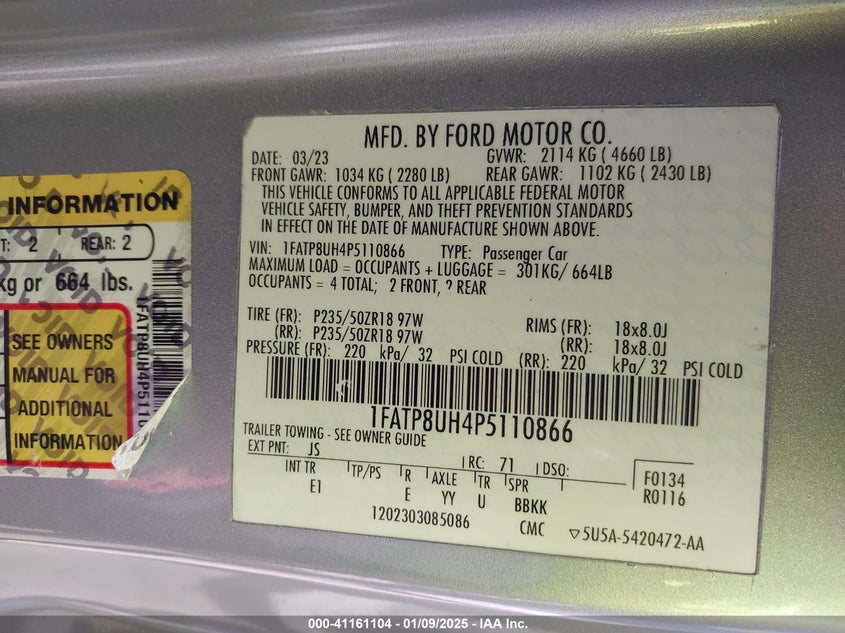 INFORMATION
T: 2 REAR: 2
kg or 664 lbs.
SEE OWNERS
MANUAL FOR
ADDITIONAL
INFORMATION
VOID VOID
MFD. BY FORD MOTOR CO.
DATE: 03/23 GVWR: 2114 KG ( 4660 LB)
FRONT GAWR: 1034 KG ( 2280 LB) REAR GAWR: 1102 KG ( 2430 LB)
THIS VEHICLE CONFORMS TO ALL APPLICABLE FEDERAL MOTOR
VEHICLE SAFETY, BUMPER, AND THEFT PREVENTION STANDARDS
IN EFFECT ON THE DATE OF MANUFACTURE SHOWN ABOVE.
VIN: 1FATP8UH4P5110866 TYPE: Passenger Car
MAXIMUM LOAD = OCCUPANTS + LUGGAGE = 301KG/ 664LB
OCCUPANTS = 4 TOTAL; 2 FRONT, 2 REAR
TIRE (FR): P235/50ZR18 97W RIMS (FR): 18x8.0J
(RR): P235/50ZR18 97W (RR): 18x8.0J
PRESSURE (FR): 220 kPa/ 32 PSI COLD (RR): 220 kPa/ 32 PSI COLD
1FATP8UH4P5110866
TRAILER TOWING - SEE OWNER GUIDE
EXT PNT: JS RC: 71 DSO: F0134
INT TR TP/PS R AXLE TR SPR R0116
E1 E YY U BBKK
1202303085086 CMC ▽5U5A-5420472-AA
000-41161104 - 01/09/2025 - IAA Inc.